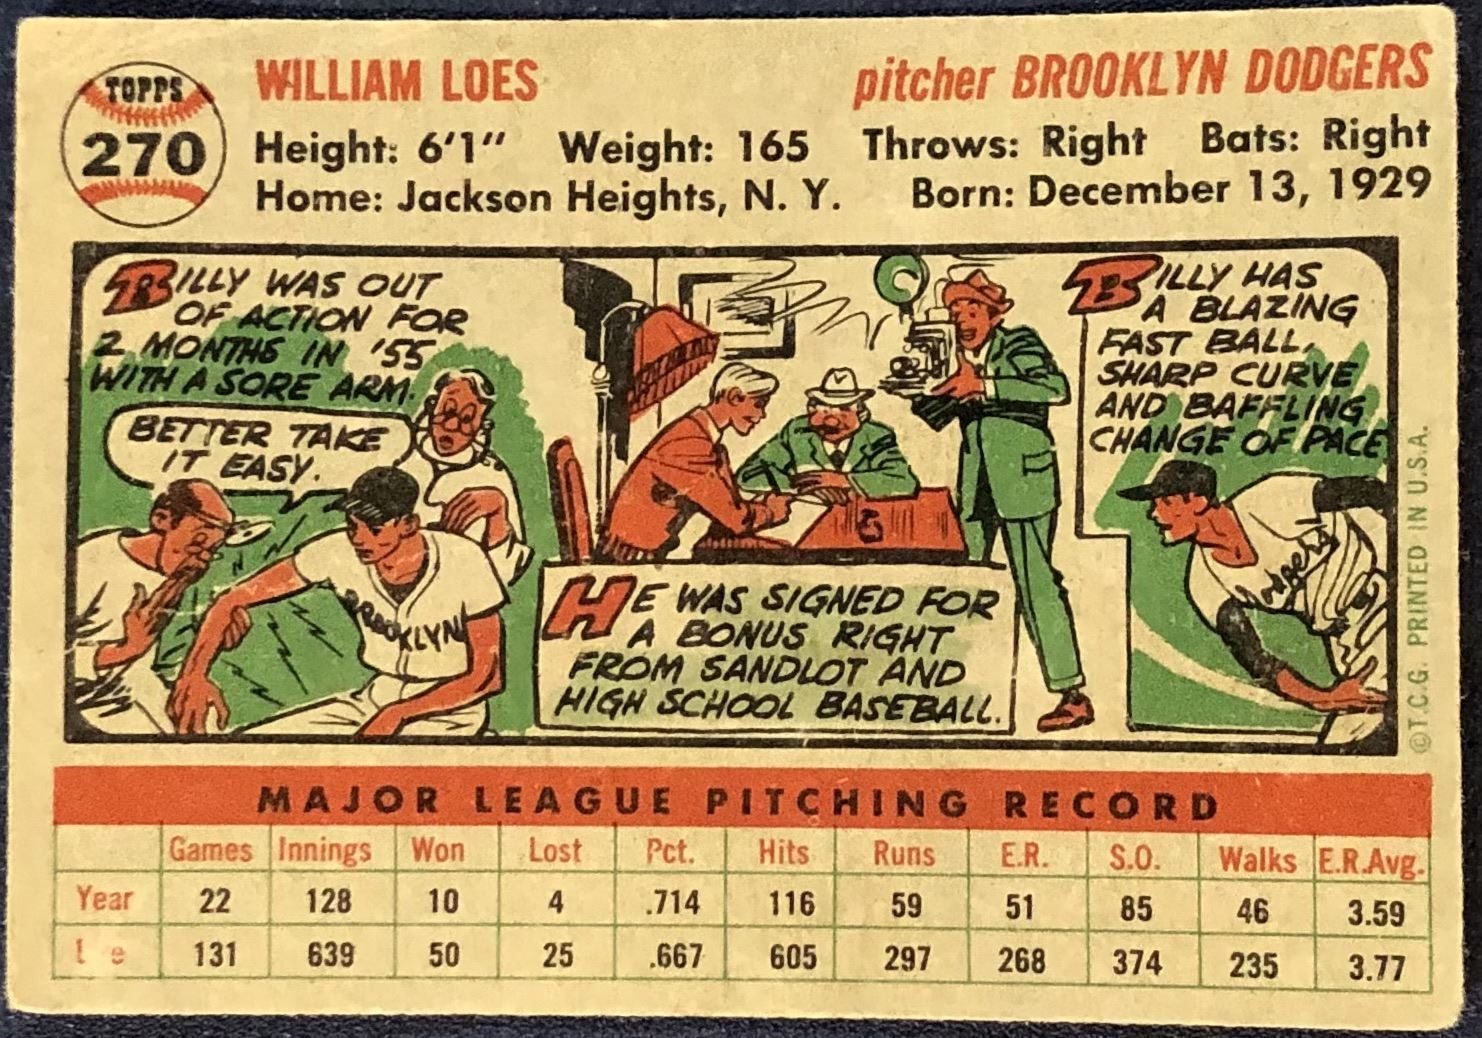 TOPPS
270
WILLIAM LOES
pitcher BROOKLYN DODGERS
Height: 6'1" Weight: 165 Throws: Right Bats: Right
Home: Jackson Heights, N. Y. Born: December 13, 1929
BILLY WAS OUT
OF ACTION FOR
2 MONTHS IN '55
WITH A SORE ARM.
BETTER TAKE
IT EASY.
BROOKLYN
HE WAS SIGNED FOR
A BONUS RIGHT
FROM SANDLOT AND
HIGH SCHOOL BASEBALL.
BILLY HAS
A BLAZING
FAST BALL,
SHARP CURVE
AND BAFFLING
CHANGE OF PACE.
Dodgers
©T.C.G. PRINTED IN U.S.A.
MAJOR LEAGUE PITCHING RECORD
Games Innings Won Lost Pct. Hits Runs E.R. S.O. Walks E.R.Avg.
Year 22 128 10 4 .714 116 59 51 85 46 3.59
131 639 50 25 .667 605 297 268 374 235 3.77